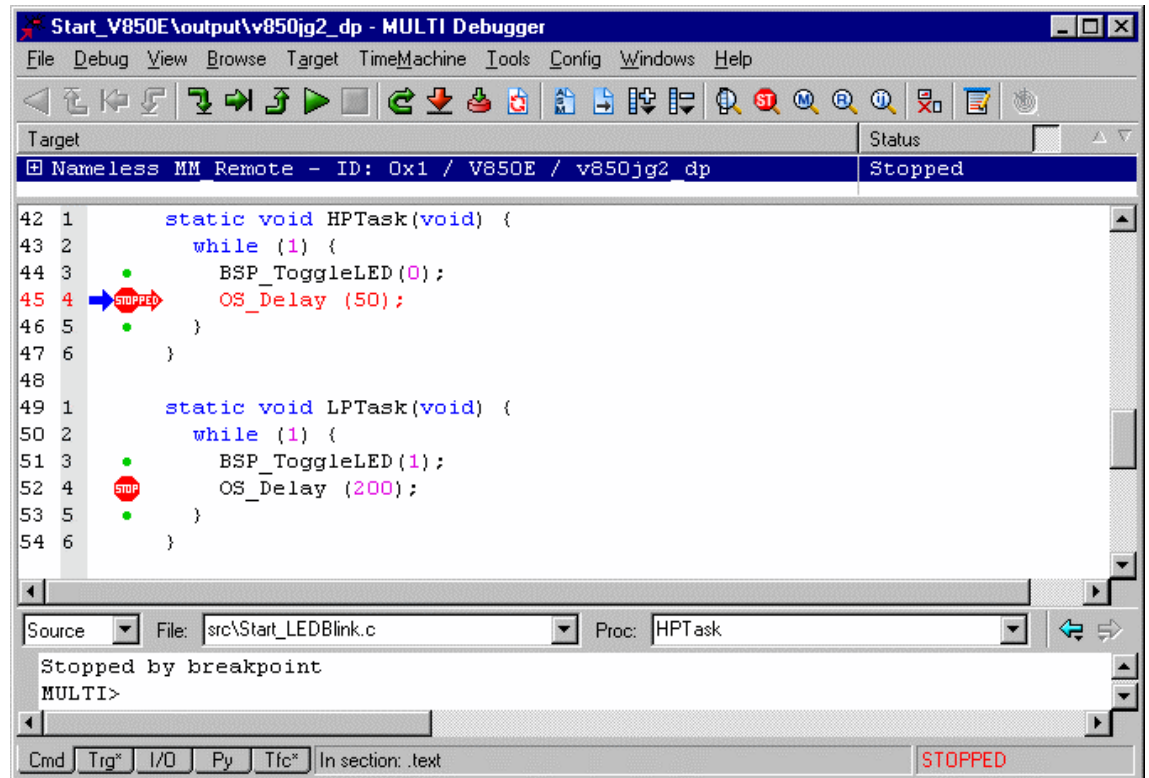 Start_V850E\output\v850jg2_dp - MULTI Debugger
File Debug View Browse Target TimeMachine Tools Config Windows Help
ST M R U
Target Status
Nameless MM_Remote - ID: 0x1 / V850E / v850jg2_dp Stopped
42 1 static void HPTask(void) {
43 2 while (1) {
44 3 BSP_ToggleLED(0);
45 4 STOPPED OS_Delay (50);
46 5 }
47 6 }
48
49 1 static void LPTask(void) {
50 2 while (1) {
51 3 BSP_ToggleLED(1);
52 4 STOP OS_Delay (200);
53 5 }
54 6 }
Source File: src\Start_LEDBlink.c Proc: HPTask
Stopped by breakpoint
MULTI>
Cmd Trg* I/O Py Tfc* In section: .text STOPPED